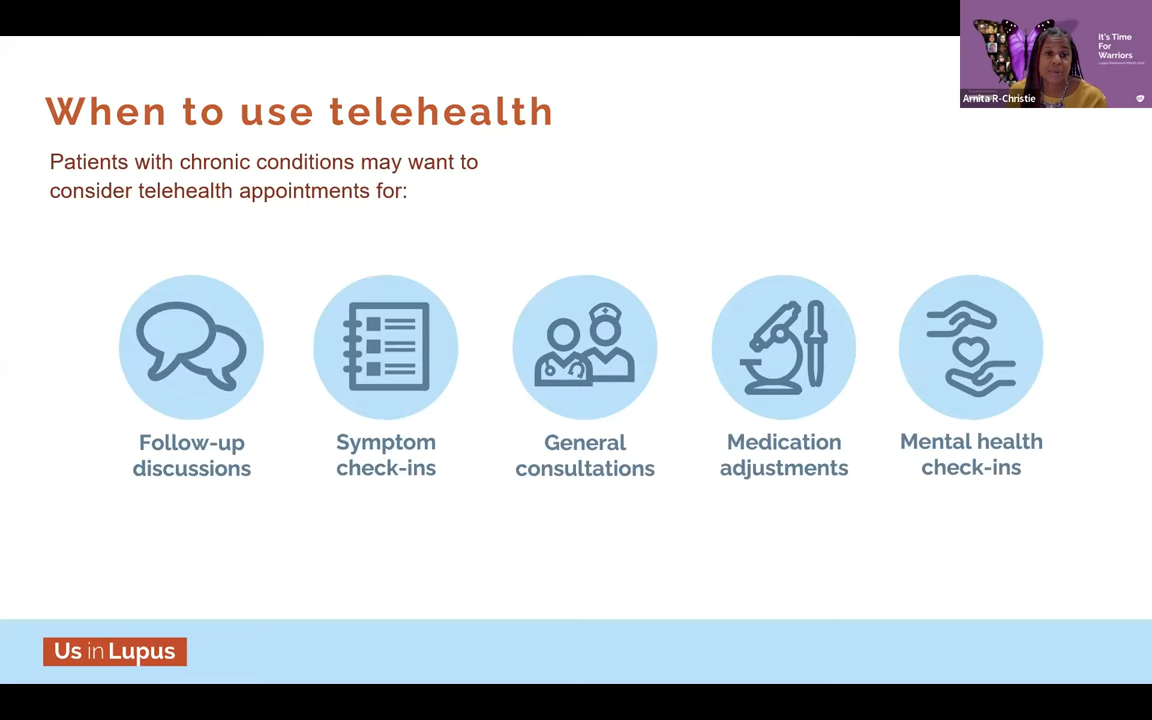 When to use telehealth
Patients with chronic conditions may want to
consider telehealth appointments for:
Follow-up
discussions
Symptom
check-ins
General
consultations
Medication
adjustments
Mental health
check-ins
Us in Lupus
It's Time
For
Warriors
Arnita R-Christie